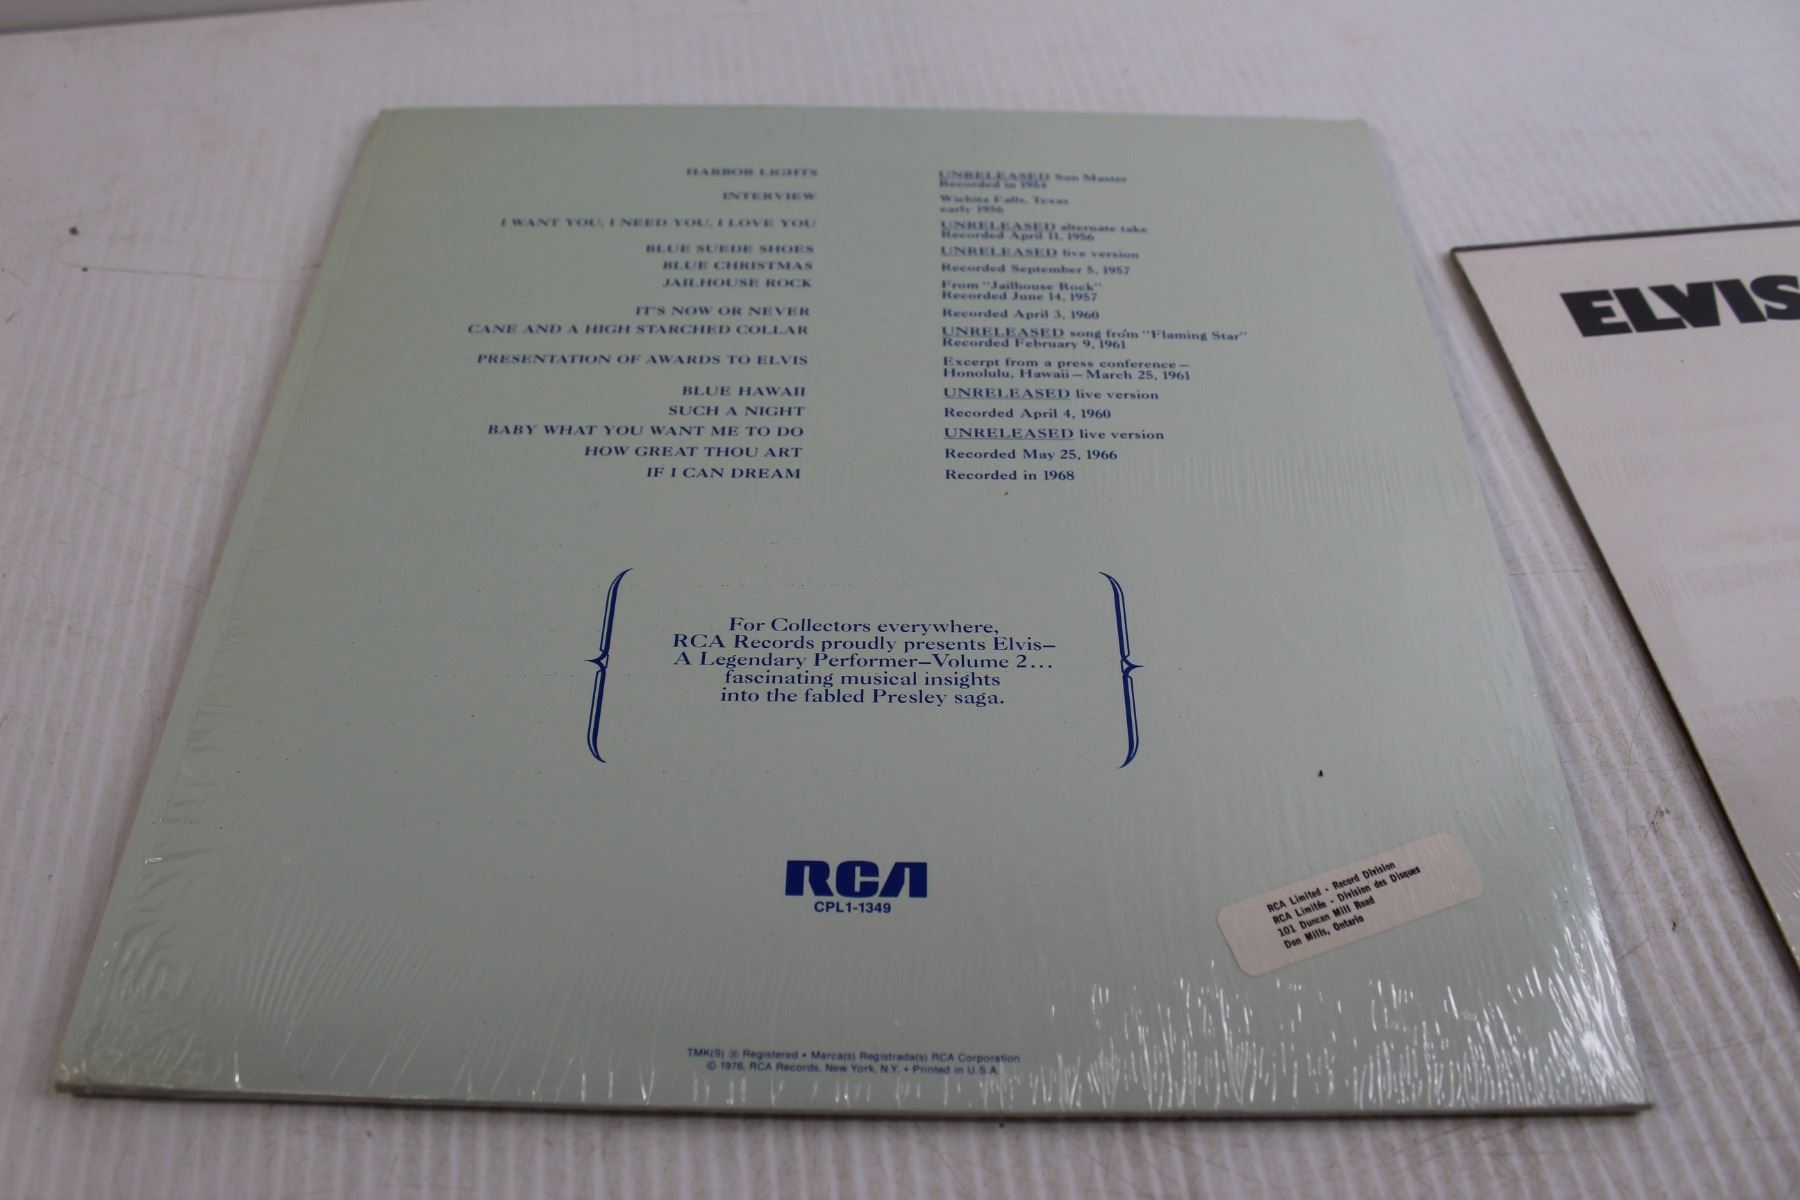 HARBOR LIGHTS
UNRELEASED Sun Master
Recorded in 1954
INTERVIEW
Wichita Falls, Texas
early 1956
I WANT YOU, I NEED YOU, I LOVE YOU
UNRELEASED alternate take
Recorded April 11, 1956
BLUE SUEDE SHOES
UNRELEASED live version
BLUE CHRISTMAS
Recorded September 5, 1957
JAILHOUSE ROCK
From "Jailhouse Rock"
Recorded June 14, 1957
IT'S NOW OR NEVER
Recorded April 3, 1960
CANE AND A HIGH STARCHED COLLAR
UNRELEASED song from "Flaming Star"
Recorded February 9, 1961
PRESENTATION OF AWARDS TO ELVIS
Excerpt from a press conference—
Honolulu, Hawaii—March 25, 1961
BLUE HAWAII
UNRELEASED live version
SUCH A NIGHT
Recorded April 4, 1960
BABY WHAT YOU WANT ME TO DO
UNRELEASED live version
HOW GREAT THOU ART
Recorded May 25, 1966
IF I CAN DREAM
Recorded in 1968
For Collectors everywhere,
RCA Records proudly presents Elvis—
A Legendary Performer—Volume 2...
fascinating musical insights
into the fabled Presley saga.
RCA
CPL1-1349
RCA Limited - Record Division
RCA Limitée - Division des Disques
101 Duncan Mill Road
Don Mills, Ontario
TMK(S) ® Registered • Marca(s) Registrada(s) RCA Corporation
© 1976, RCA Records, New York, N.Y. • Printed in U.S.A.
ELVIS